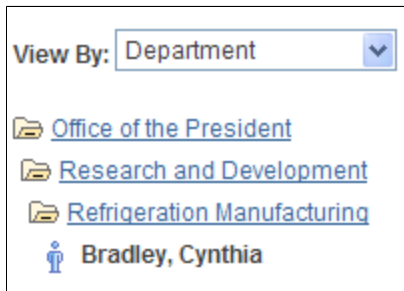 View By: Department
Office of the President
Research and Development
Refrigeration Manufacturing
Bradley, Cynthia